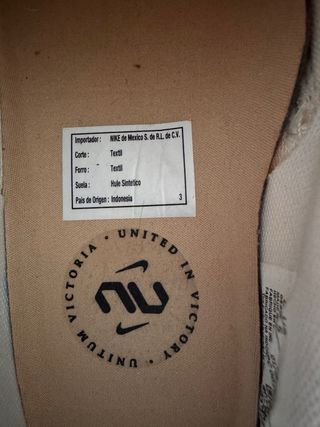 Importador : NIKE de Mexico S. de R.L. de C.V.
Corte : Textil
Forro : Textil
Suela : Hule Sintetico
Pais de Origen : Indonesia 3
• UNITED IN VICTORY • UNITUM VICTORIA
NU